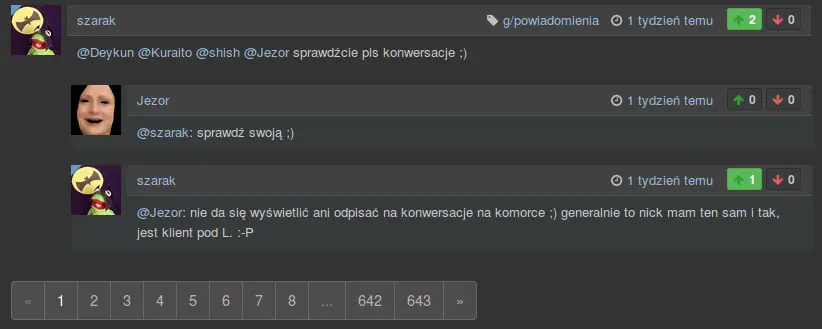 szarak g/powiadomienia 1 tydzień temu 2 0
@Deykun @Kuraito @shish @Jezor sprawdźcie pls konwersacje ;)
Jezor 1 tydzień temu 0 0
@szarak: sprawdź swoją ;)
szarak 1 tydzień temu 1 0
@Jezor: nie da się wyświetlić ani odpisać na konwersacje na komorce ;) generalnie to nick mam ten sam i tak,
jest klient pod L. :-P
« 1 2 3 4 5 6 7 8 ... 642 643 »